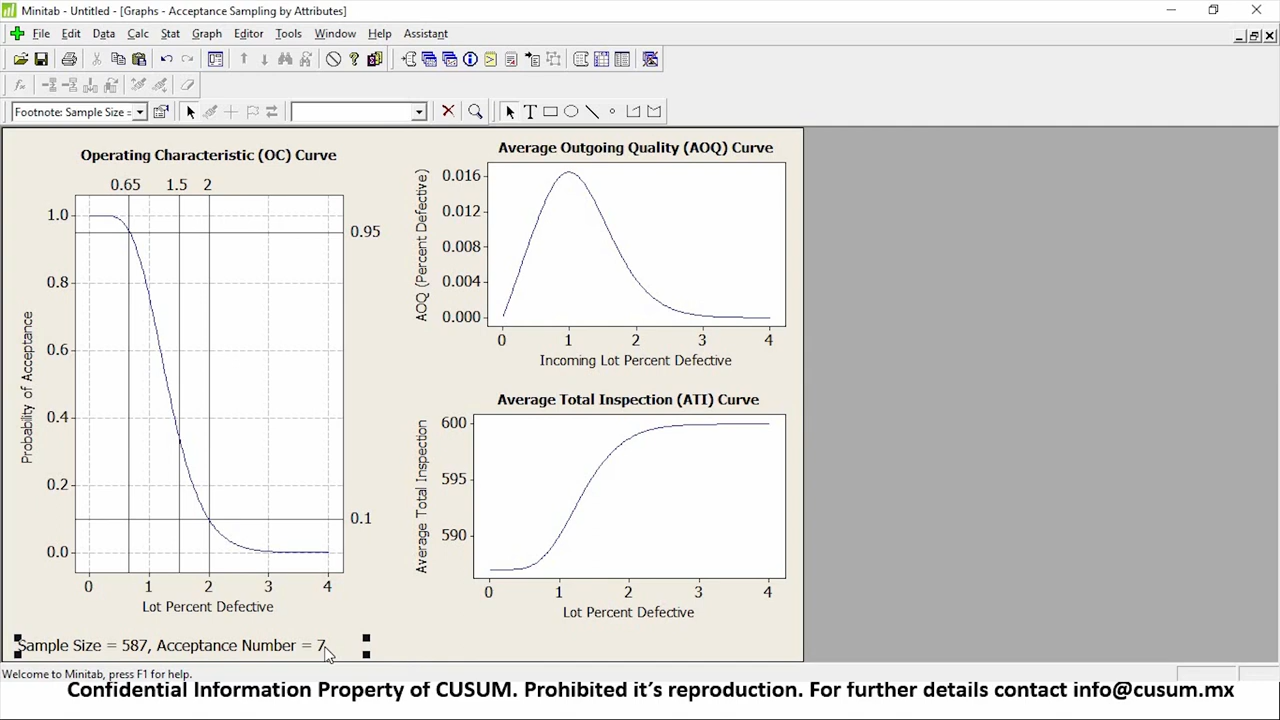 Minitab - Untitled - [Graphs - Acceptance Sampling by Attributes]
File Edit Data Calc Stat Graph Editor Tools Window Help Assistant
Footnote: Sample Size =
Operating Characteristic (OC) Curve
0.65 1.5 2
1.0
0.95
0.8
0.6
0.4
0.2
0.1
0.0
Probability of Acceptance
0 1 2 3 4
Lot Percent Defective
Average Outgoing Quality (AOQ) Curve
AOQ (Percent Defective)
0.016
0.012
0.008
0.004
0.000
0 1 2 3 4
Incoming Lot Percent Defective
Average Total Inspection (ATI) Curve
Average Total Inspection
600
595
590
0 1 2 3 4
Lot Percent Defective
Sample Size = 587, Acceptance Number = 7
Welcome to Minitab, press F1 for help.
Confidential Information Property of CUSUM. Prohibited it's reproduction. For further details contact info@cusum.mx